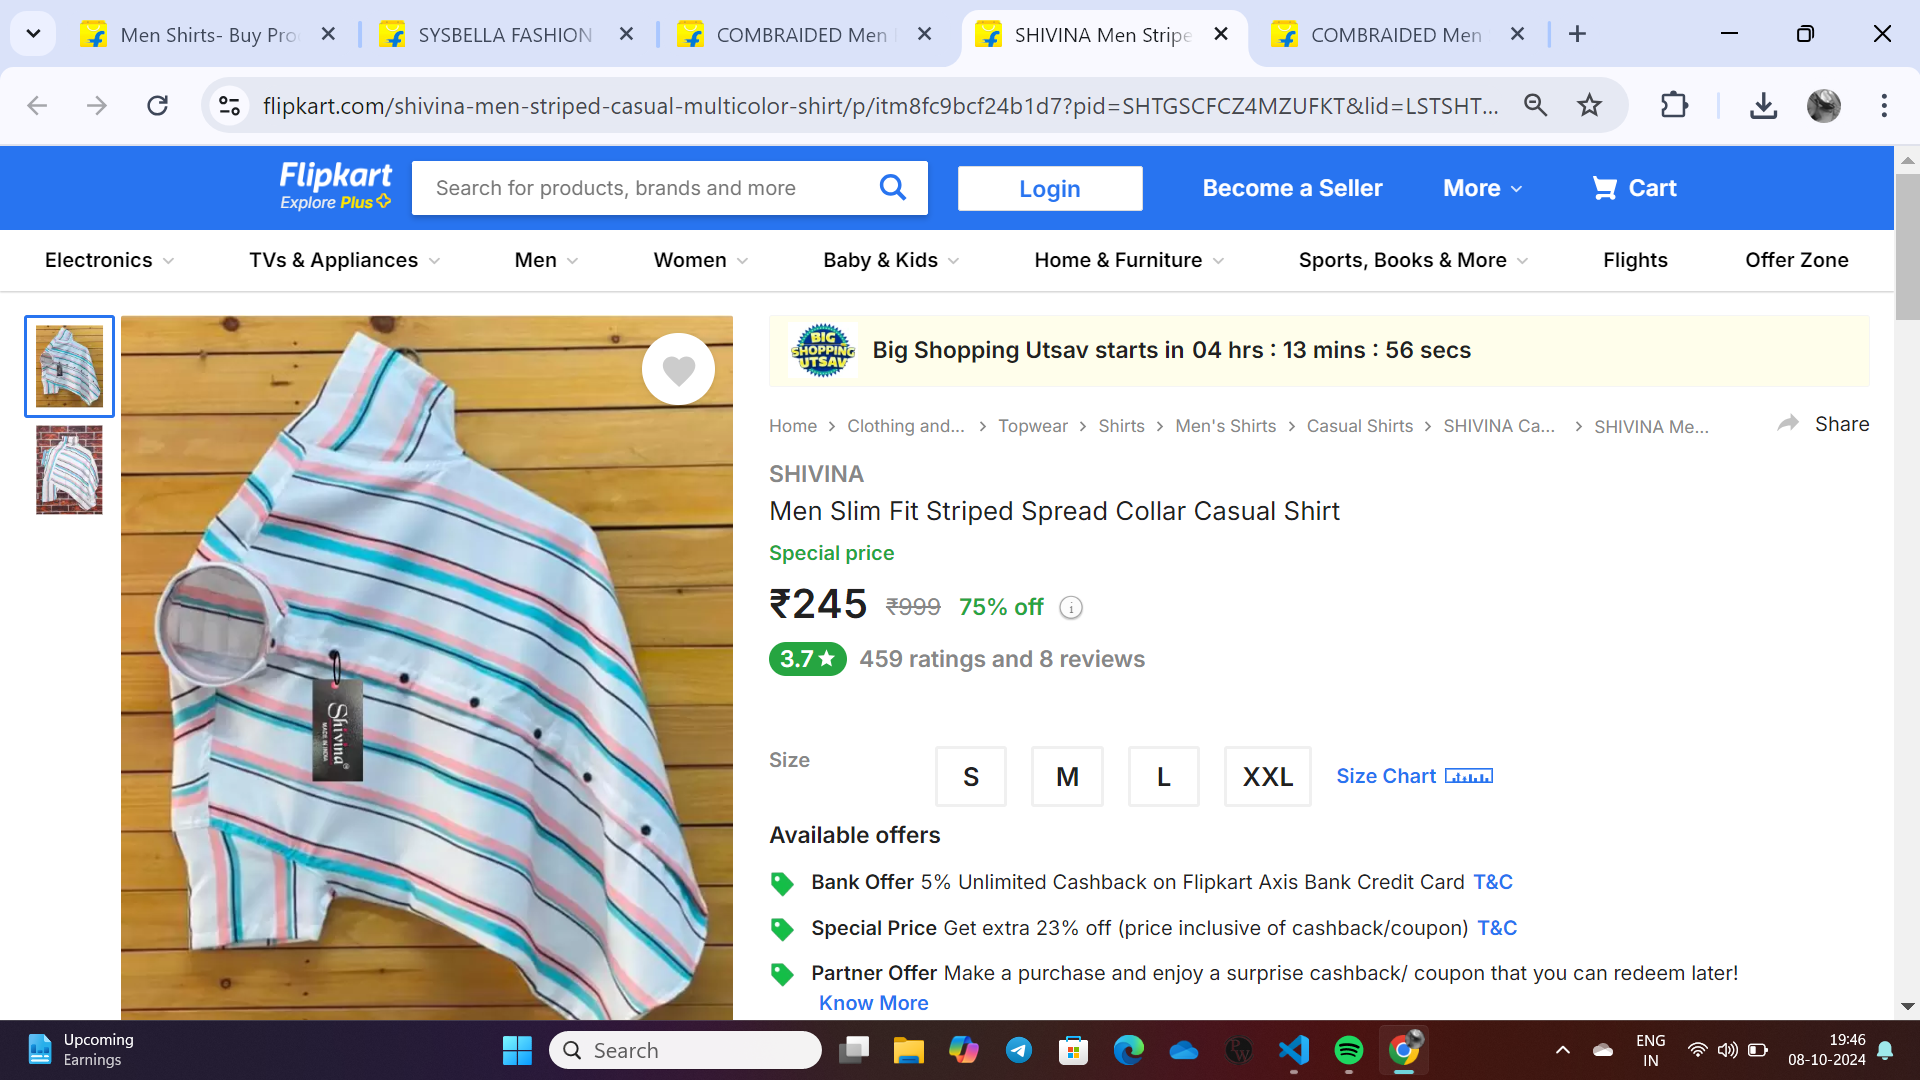 Men Shirts- Buy Pro
SYSBELLA FASHION
COMBRAIDED Men
SHIVINA Men Stripe
COMBRAIDED Men
flipkart.com/shivina-men-striped-casual-multicolor-shirt/p/itm8fc9bcf24b1d7?pid=SHTGSCFCZ4MZUFKT&lid=LSTSHT...
Flipkart
Explore Plus
Search for products, brands and more
Login
Become a Seller
More
Cart
Electronics
TVs & Appliances
Men
Women
Baby & Kids
Home & Furniture
Sports, Books & More
Flights
Offer Zone
BIG SHOPPING UTSAV
Big Shopping Utsav starts in 04 hrs : 13 mins : 56 secs
Home > Clothing and... > Topwear > Shirts > Men's Shirts > Casual Shirts > SHIVINA Ca... > SHIVINA Me...
Share
SHIVINA
Men Slim Fit Striped Spread Collar Casual Shirt
Special price
₹245 ₹999 75% off
3.7★ 459 ratings and 8 reviews
Size
S
M
L
XXL
Size Chart
Available offers
Bank Offer 5% Unlimited Cashback on Flipkart Axis Bank Credit Card T&C
Special Price Get extra 23% off (price inclusive of cashback/coupon) T&C
Partner Offer Make a purchase and enjoy a surprise cashback/ coupon that you can redeem later!
Know More
Shivina
MADE IN INDIA
Upcoming
Earnings
Search
ENG
IN
19:46
08-10-2024